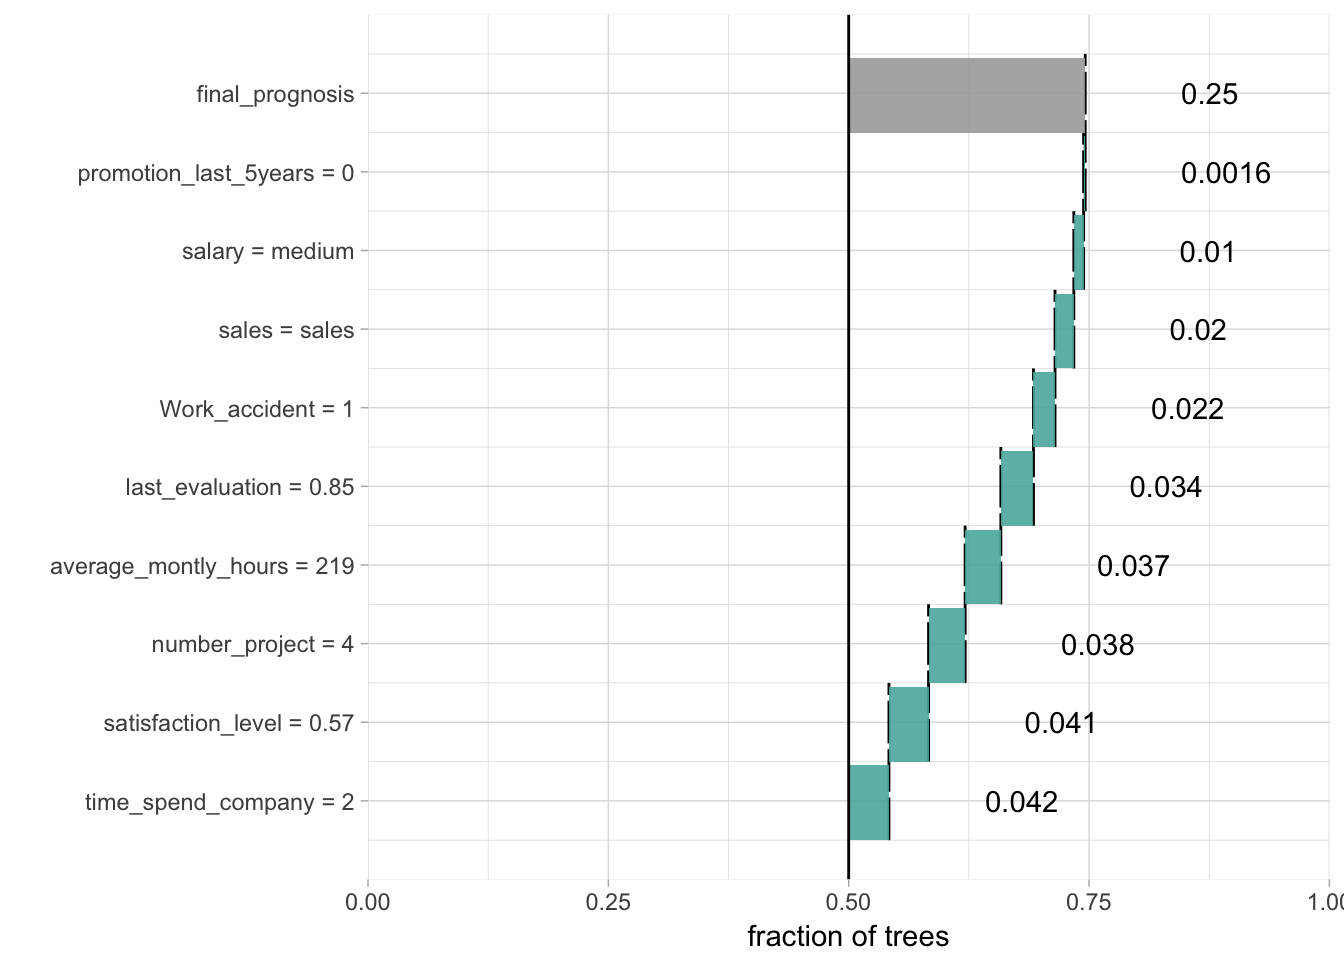 final_prognosis 0.25
promotion_last_5years = 0 0.0016
salary = medium 0.01
sales = sales 0.02
Work_accident = 1 0.022
last_evaluation = 0.85 0.034
average_montly_hours = 219 0.037
number_project = 4 0.038
satisfaction_level = 0.57 0.041
time_spend_company = 2 0.042
0.00 0.25 0.50 0.75 1.00
fraction of trees